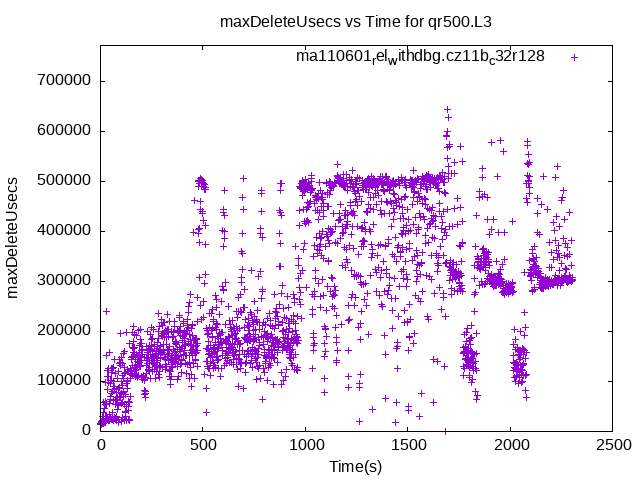 maxDeleteUsecs vs Time for qr500.L3
ma110601relwithdbg.cz11bc32r128
700000
600000
500000
400000
300000
200000
100000
0
maxDeleteUsecs
0 500 1000 1500 2000 2500
Time(s)